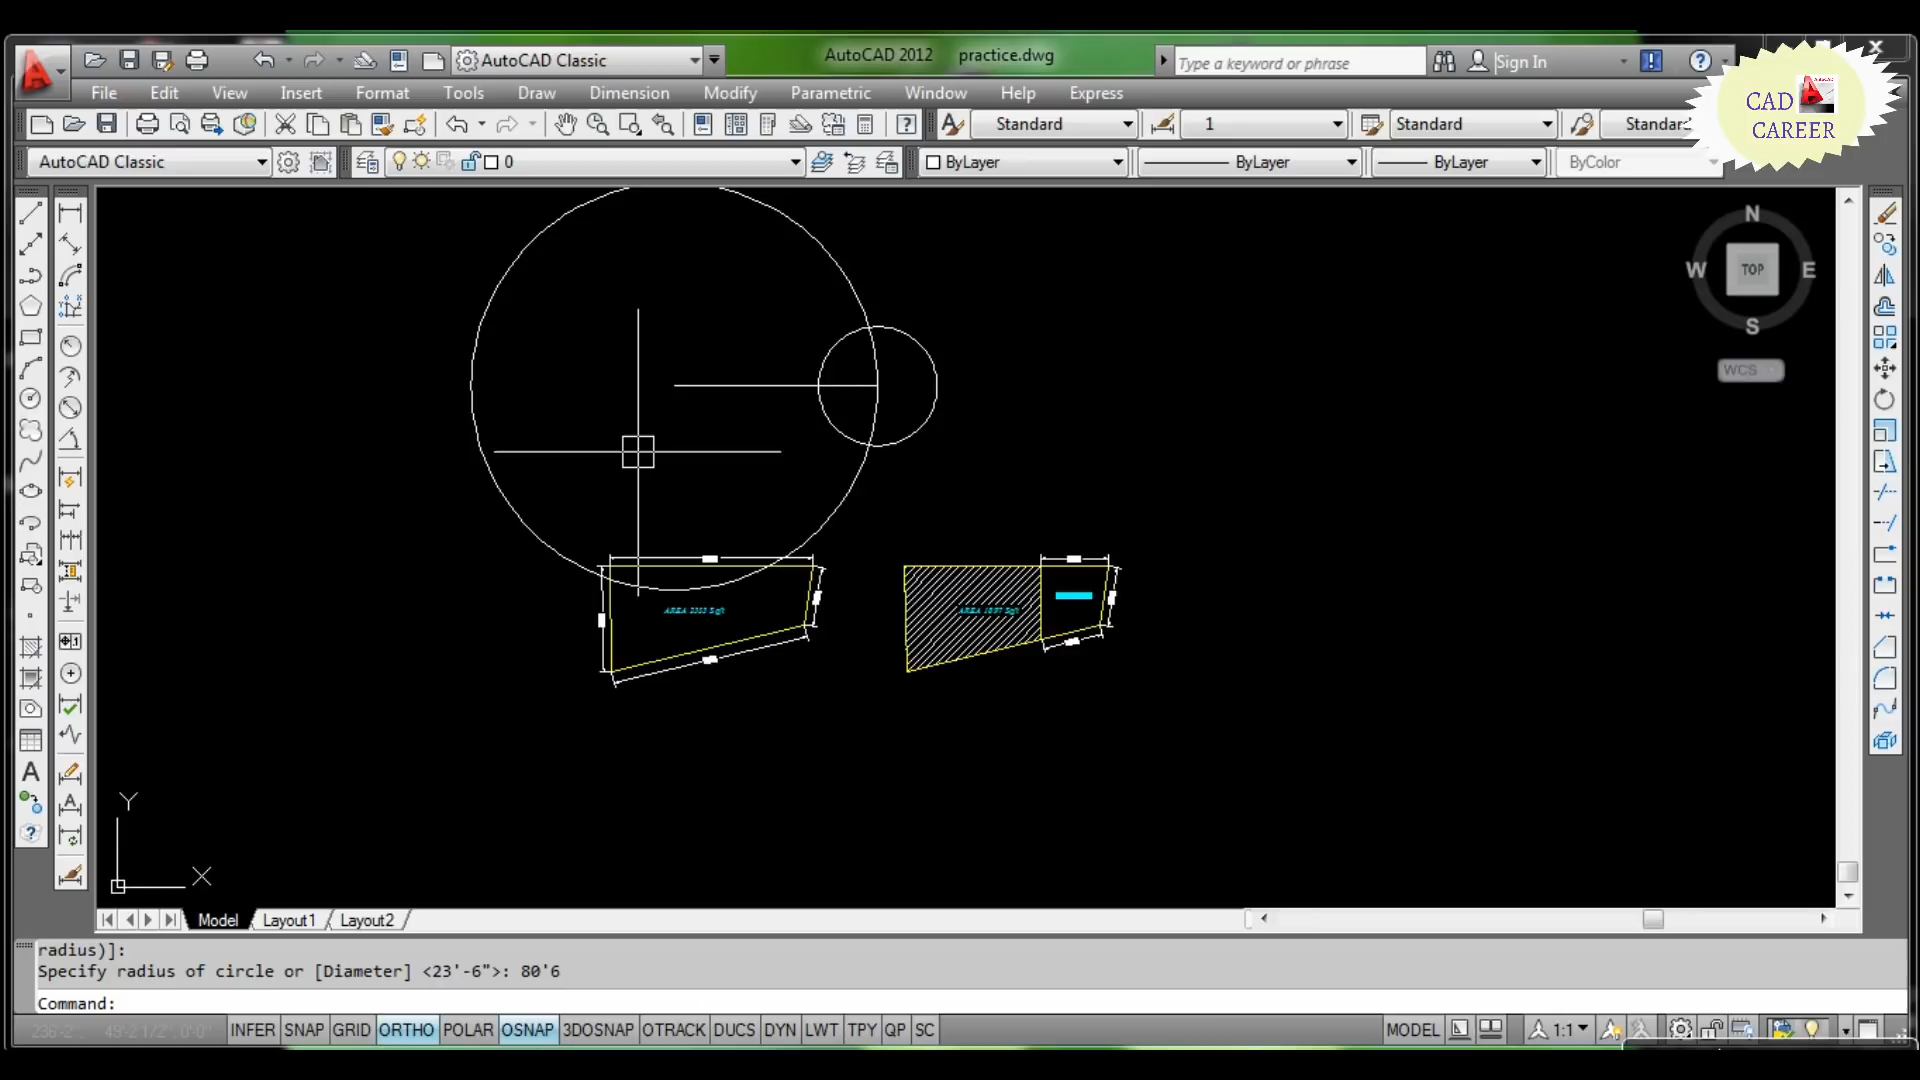 AutoCAD Classic
AutoCAD 2012 practice.dwg
Type a keyword or phrase
Sign In
CAD
CAREER
File Edit View Insert Format Tools Draw Dimension Modify Parametric Window Help Express
Standard 1 Standard Standard
AutoCAD Classic 0 ByLayer ByLayer ByLayer ByColor
N
W TOP E
S
WCS
A
Y
X
Model Layout1 Layout2
radius)]:
Specify radius of circle or [Diameter] <23'-6">: 80'6
Command:
INFER SNAP GRID ORTHO POLAR OSNAP 3DOSNAP OTRACK DUCS DYN LWT TPY QP SC MODEL 1:1